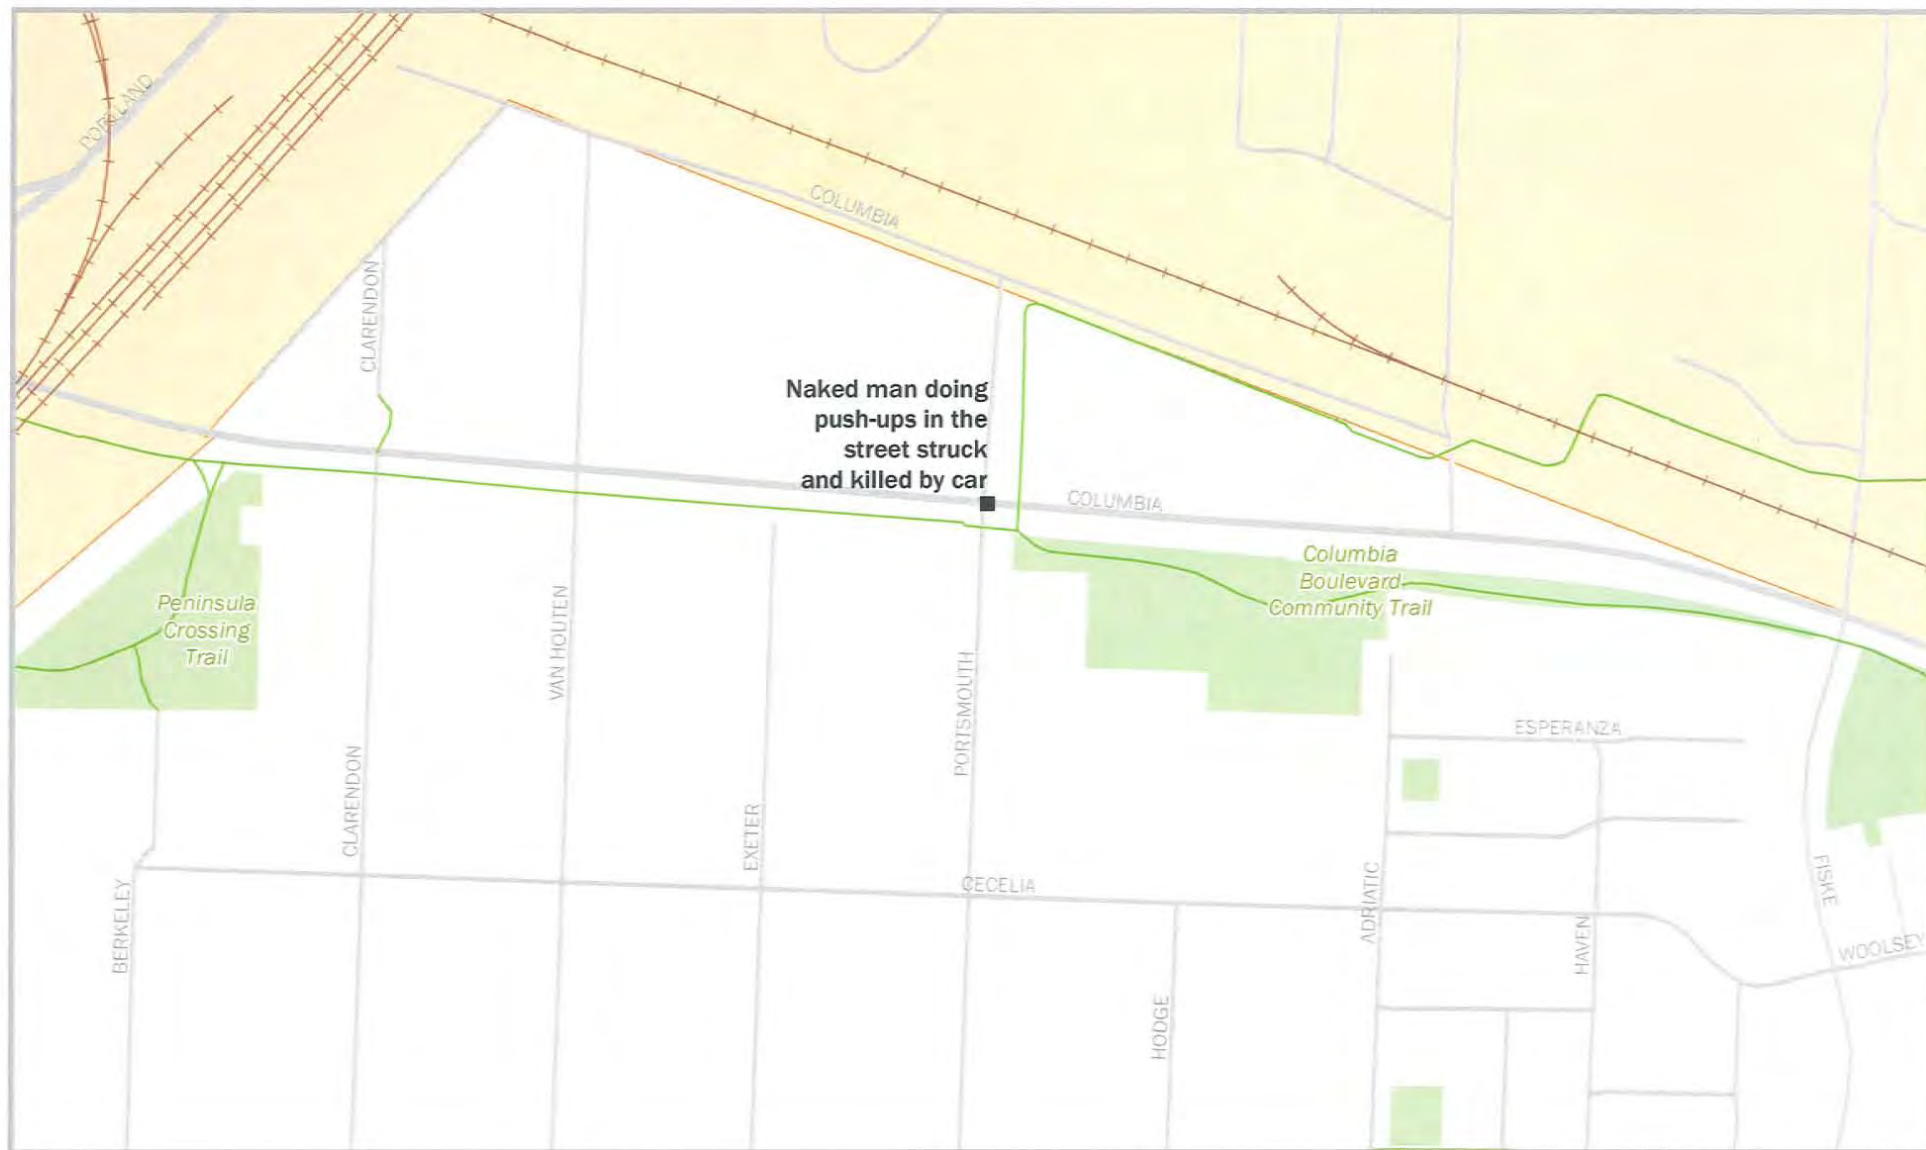 PORTLAND
COLUMBIA
CLARENDON
Naked man doing
push-ups in the
street struck
and killed by car
COLUMBIA
Columbia
Boulevard
Community Trail
Peninsula
Crossing
Trail
VAN HOUTEN
PORTSMOUTH
ESPERANZA
CLARENDON
EXETER
CECELIA
BERKELEY
ADRIATIC
FISKE
HAVEN
WOOLSEY
HODGE